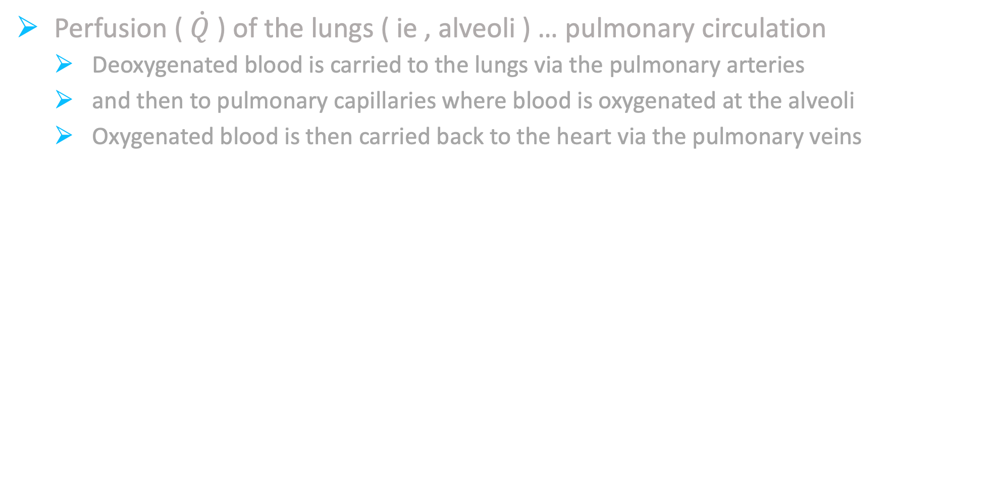 ➢ Perfusion ( Q̇ ) of the lungs ( ie , alveoli ) … pulmonary circulation
➢ Deoxygenated blood is carried to the lungs via the pulmonary arteries
➢ and then to pulmonary capillaries where blood is oxygenated at the alveoli
➢ Oxygenated blood is then carried back to the heart via the pulmonary veins